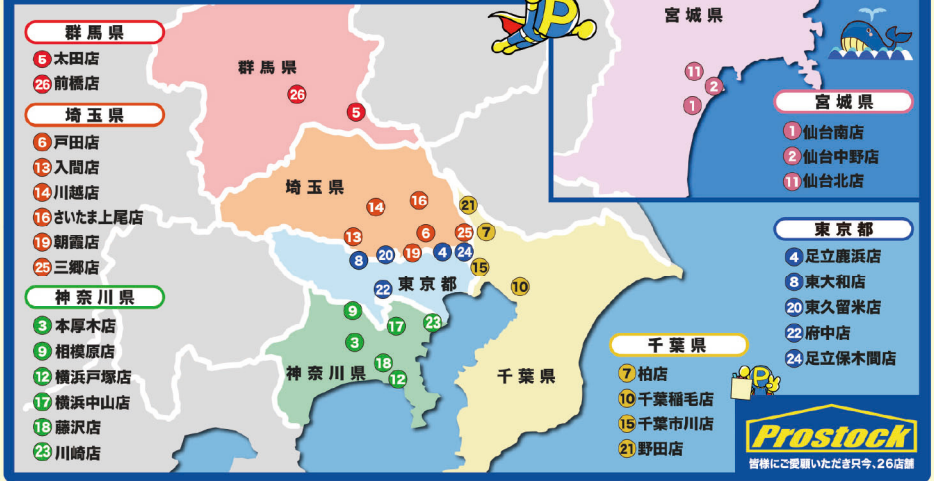 群馬県
5 太田店
26 前橋店
埼玉県
6 戸田店
13 入間店
14 川越店
16 さいたま上尾店
19 朝霞店
25 三郷店
神奈川県
3 本厚木店
9 相模原店
12 横浜戸塚店
17 横浜中山店
18 藤沢店
23 川崎店
群馬県
26
5
埼玉県
14
16
21
13
6
25
7
8
20
19
4
24
15
22
東京都
10
9
17
23
3
神奈川県
18
12
千葉県
P
宮城県
11
2
1
宮城県
1 仙台南店
2 仙台中野店
11 仙台北店
東京都
4 足立鹿浜店
8 東大和店
20 東久留米店
22 府中店
24 足立保木間店
千葉県
7 柏店
10 千葉稲毛店
15 千葉市川店
21 野田店
P
Prostock
皆様にご愛顧いただき只今、26店舗